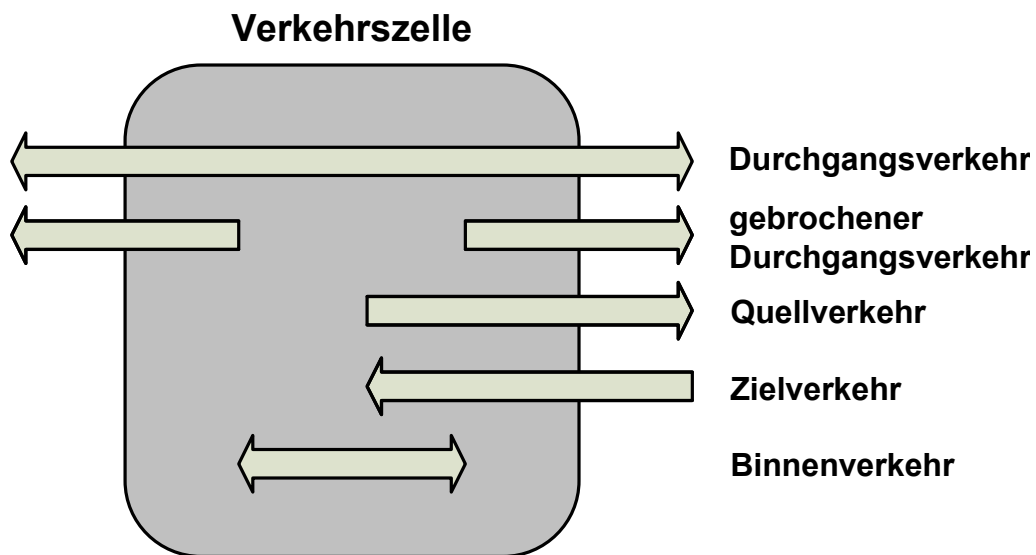 Verkehrszelle
Durchgangsverkehr
gebrochener
Durchgangsverkehr
Quellverkehr
Zielverkehr
Binnenverkehr